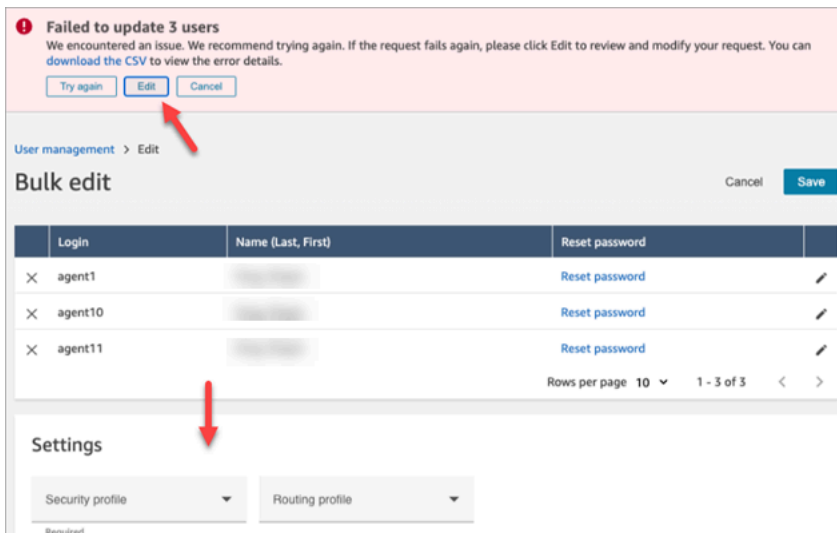 Failed to update 3 users
We encountered an issue. We recommend trying again. If the request fails again, please click Edit to review and modify your request. You can
download the CSV to view the error details.
Try again Edit Cancel
User management > Edit
Bulk edit
Cancel Save
Login Name (Last, First) Reset password
agent1 Reset password
agent10 Reset password
agent11 Reset password
Rows per page 10 1 - 3 of 3 < >
Settings
Security profile Routing profile
Required